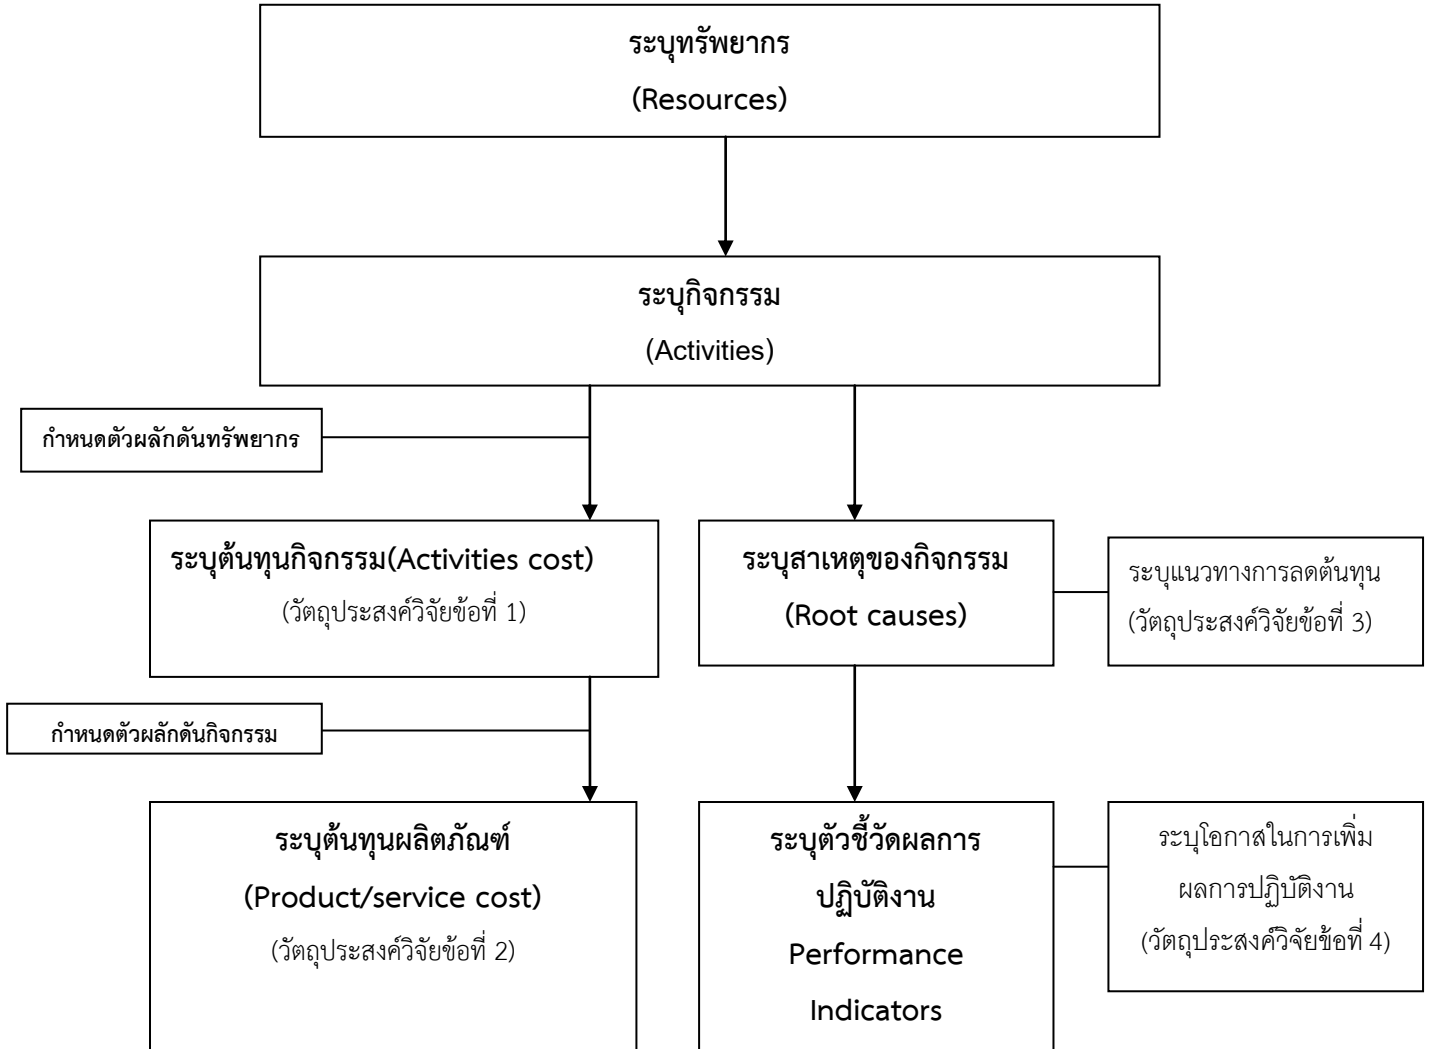 ระบุทรัพยากร
(Resources)
ระบุกิจกรรม
(Activities)
กำหนดตัวผลักดันทรัพยากร
ระบุต้นทุนกิจกรรม(Activities cost)
(วัตถุประสงค์วิจัยข้อที่ 1)
ระบุสาเหตุของกิจกรรม
(Root causes)
ระบุแนวทางการลดต้นทุน
(วัตถุประสงค์วิจัยข้อที่ 3)
กำหนดตัวผลักดันกิจกรรม
ระบุต้นทุนผลิตภัณฑ์
(Product/service cost)
(วัตถุประสงค์วิจัยข้อที่ 2)
ระบุตัวชี้วัดผลการ
ปฏิบัติงาน
Performance
Indicators
ระบุโอกาสในการเพิ่ม
ผลการปฏิบัติงาน
(วัตถุประสงค์วิจัยข้อที่ 4)